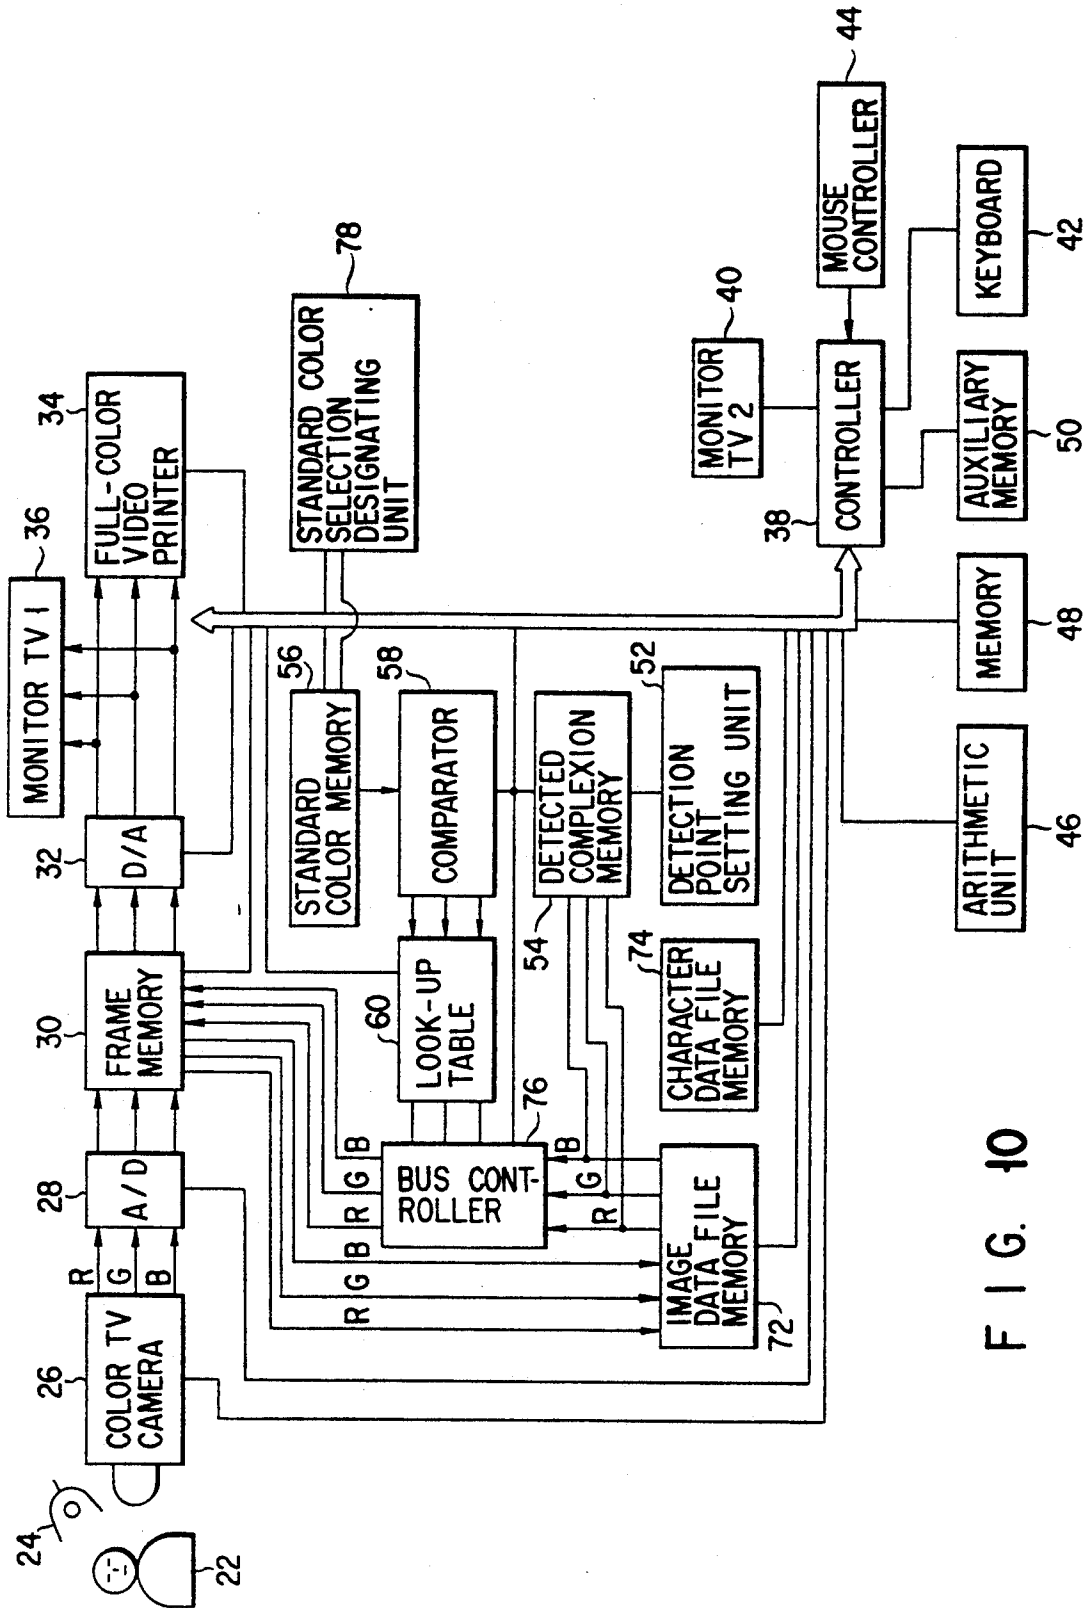 24
22
26
COLOR TV
CAMERA
R
G
B
28
A/D
30
FRAME
MEMORY
32
D/A
MONITOR TV 1
36
34
FULL-COLOR
VIDEO
PRINTER
STANDARD COLOR
SELECTION
DESIGNATING
UNIT
78
56
STANDARD
COLOR MEMORY
58
COMPARATOR
60
LOOK-UP
TABLE
76
BUS CONT-
ROLLER
B
G
R
B
G
R
B
G
R
54
DETECTED
COMPLEXION
MEMORY
52
DETECTION
POINT
SETTING UNIT
74
CHARACTER
DATA FILE
MEMORY
IMAGE
DATA FILE
MEMORY
72
MONITOR
TV 2
40
38
CONTROLLER
MOUSE
CONTROLLER
44
ARITHMETIC
UNIT
46
MEMORY
48
AUXILIARY
MEMORY
50
KEYBOARD
42
FIG. 10